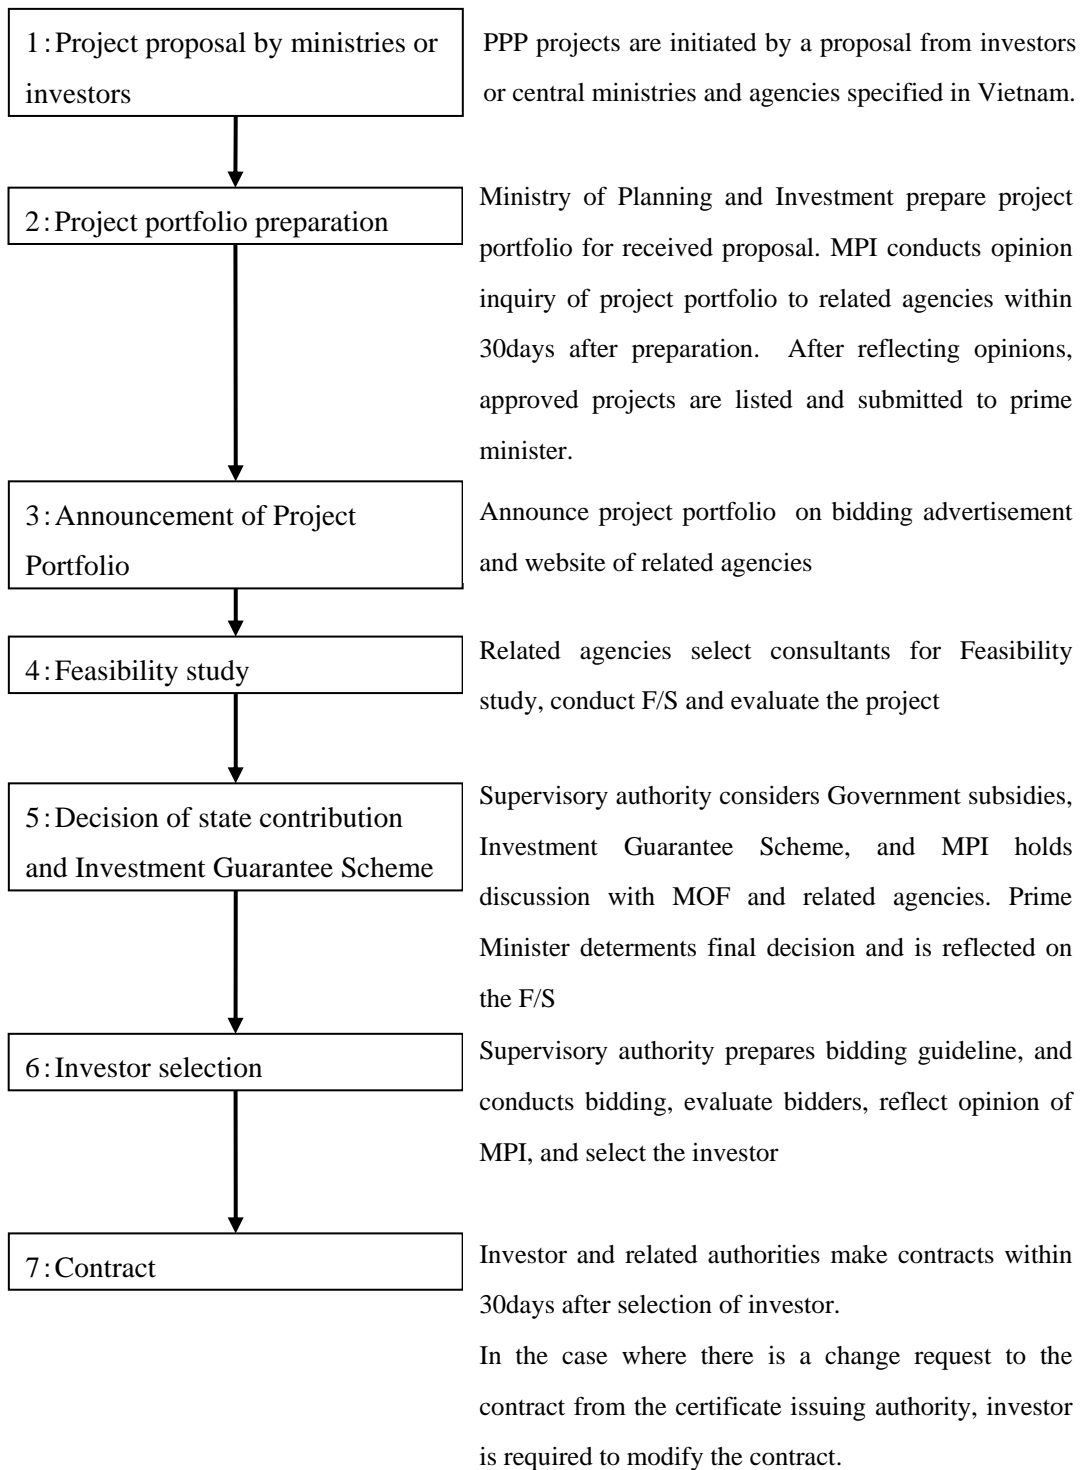 1:Project proposal by ministries or
investors
PPP projects are initiated by a proposal from investors
or central ministries and agencies specified in Vietnam.
2:Project portfolio preparation
Ministry of Planning and Investment prepare project
portfolio for received proposal. MPI conducts opinion
inquiry of project portfolio to related agencies within
30days after preparation. After reflecting opinions,
approved projects are listed and submitted to prime
minister.
3:Announcement of Project
Portfolio
Announce project portfolio on bidding advertisement
and website of related agencies
4:Feasibility study
Related agencies select consultants for Feasibility
study, conduct F/S and evaluate the project
5:Decision of state contribution
and Investment Guarantee Scheme
Supervisory authority considers Government subsidies,
Investment Guarantee Scheme, and MPI holds
discussion with MOF and related agencies. Prime
Minister determents final decision and is reflected on
the F/S
6:Investor selection
Supervisory authority prepares bidding guideline, and
conducts bidding, evaluate bidders, reflect opinion of
MPI, and select the investor
7:Contract
Investor and related authorities make contracts within
30days after selection of investor.
In the case where there is a change request to the
contract from the certificate issuing authority, investor
is required to modify the contract.